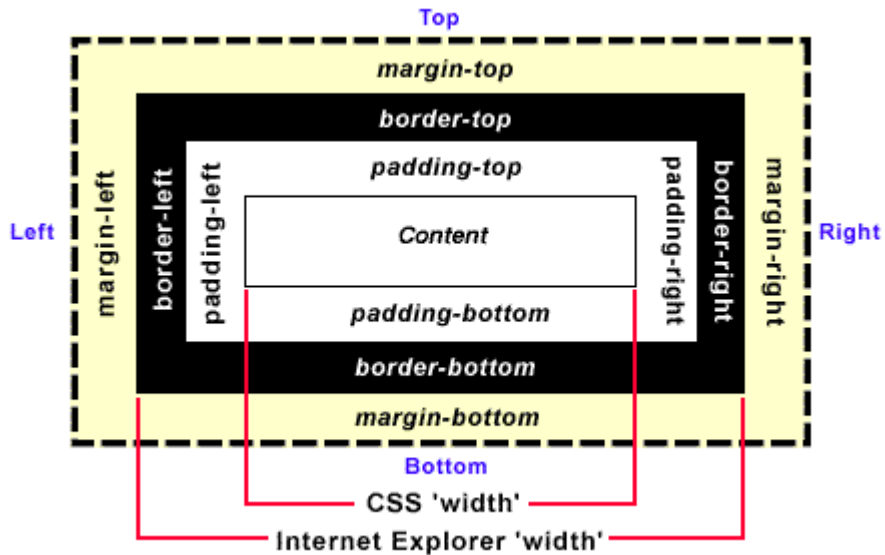 Top
margin-top
border-top
padding-top
Left
margin-left
border-left
padding-left
Content
padding-right
border-right
margin-right
Right
padding-bottom
border-bottom
margin-bottom
Bottom
CSS 'width'
Internet Explorer 'width'